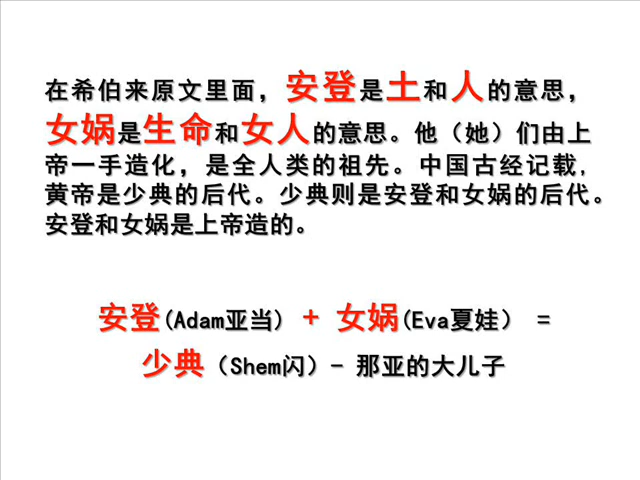 在希伯来原文里面，安登是土和人的意思，
女娲是生命和女人的意思。他（她）们由上
帝一手造化，是全人类的祖先。中国古经记载，
黄帝是少典的后代。少典则是安登和女娲的后代。
安登和女娲是上帝造的。
安登(Adam亚当) + 女娲(Eva夏娃） =
少典（Shem闪）- 那亚的大儿子